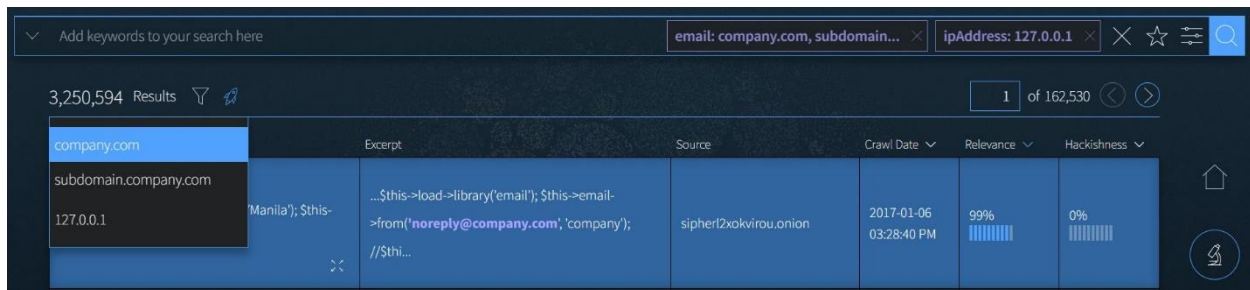 Add keywords to your search here
email: company.com, subdomain...
ipAddress: 127.0.0.1
3,250,594 Results
1 of 162,530
company.com
subdomain.company.com
127.0.0.1
Excerpt
Source
Crawl Date
Relevance
Hackishness
'Manila'); $this-
...$this->load->library('email'); $this->email-
>from('noreply@company.com', 'company');
//$thi...
sipherl2xokvirou.onion
2017-01-06
03:28:40 PM
99%
0%